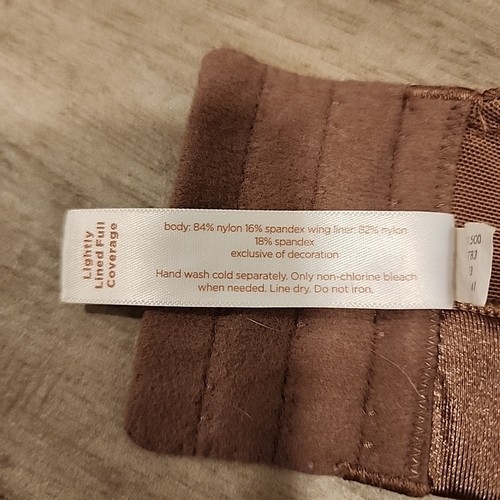 Lightly
Lined Full
Coverage
body: 84% nylon 16% spandex wing liner: 82% nylon
18% spandex
exclusive of decoration
Hand wash cold separately. Only non-chlorine bleach
when needed. Line dry. Do not iron.
500